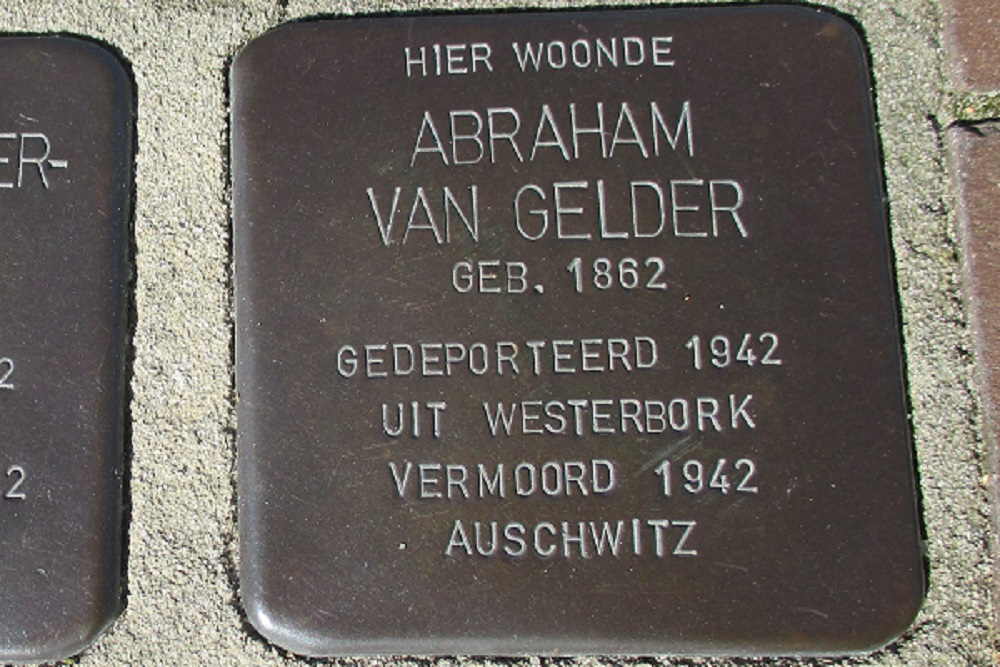 HIER WOONDE
ABRAHAM
VAN GELDER
GEB. 1862
GEDEPORTEERD 1942
UIT WESTERBORK
VERMOORD 1942
AUSCHWITZ